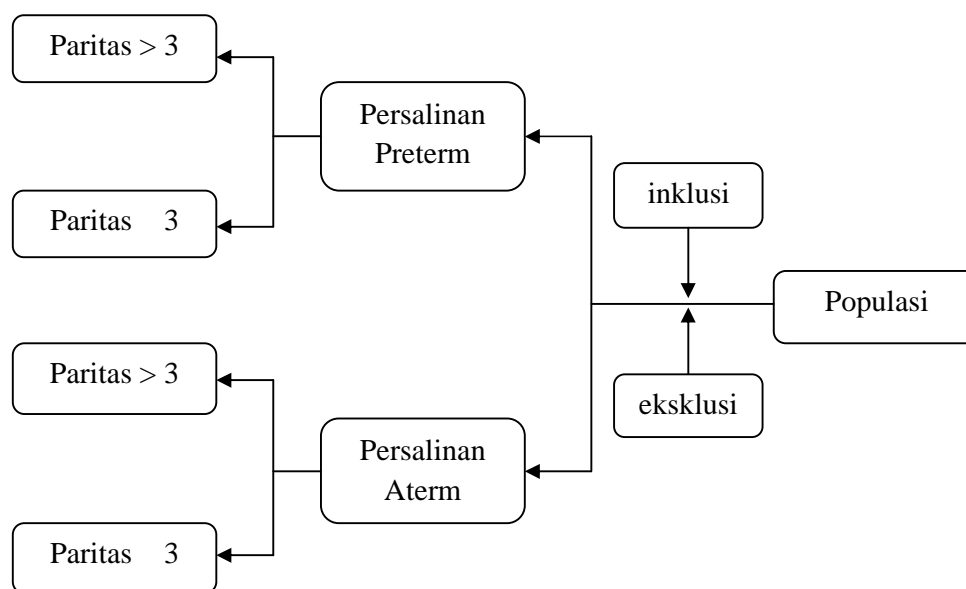 Paritas > 3
Persalinan
Preterm
inklusi
Paritas 3
Populasi
Paritas > 3
eksklusi
Persalinan
Aterm
Paritas 3